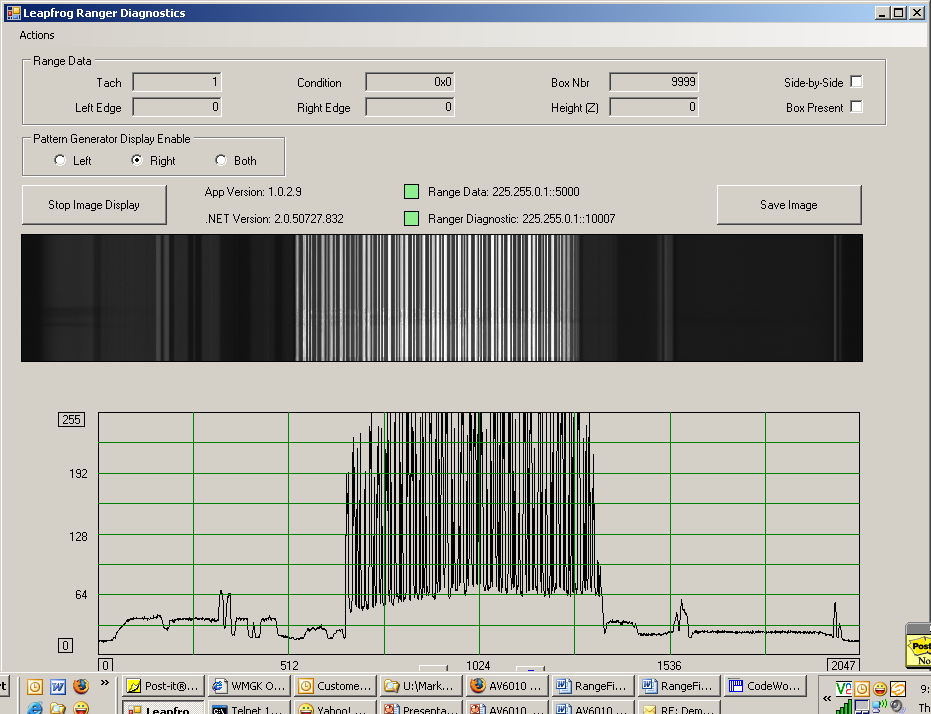 Leapfrog Ranger Diagnostics
Actions
Range Data
Tach 1 Condition 0x0 Box Nbr 9999 Side-by-Side
Left Edge 0 Right Edge 0 Height (Z) 0 Box Present
Pattern Generator Display Enable
Left Right Both
Stop Image Display
App Version: 1.0.2.9
.NET Version: 2.0.50727.832
Range Data: 225.255.0.1::5000
Ranger Diagnostic: 225.255.0.1::10007
Save Image
255
192
128
64
0
0 512 1024 1536 2047
Post
No
rt
» Post-it®... WMGK O... Custome... U:\Mark... AV6010 ... RangeFi... RangeFi... CodeWo... « 9:
Leapfro Telnet 1... Yahoo! ... Presenta... AV6010 ... AV6010 ... RE: Dem... Th